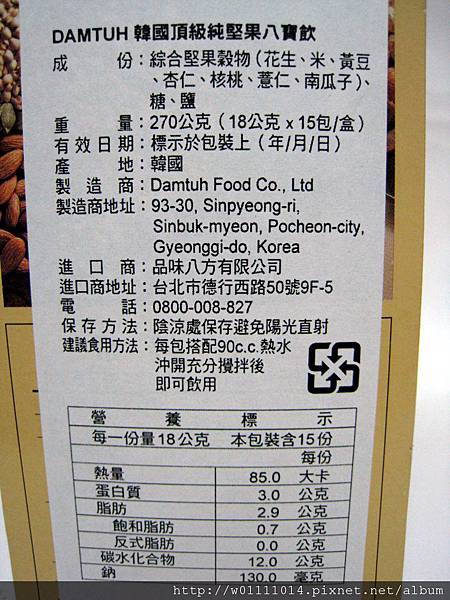 DAMTUH 韓國頂級純堅果八寶飲
成份：綜合堅果穀物（花生、米、黃豆
、杏仁、核桃、薏仁、南瓜子）、
糖、鹽
重量：270公克（18公克 x 15包/盒）
有效日期：標示於包裝上（年/月/日）
產地：韓國
製造商：Damtuh Food Co., Ltd
製造商地址：93-30, Sinpyeong-ri,
Sinbuk-myeon, Pocheon-city,
Gyeonggi-do, Korea
進口商：品味八方有限公司
進口商地址：台北市德行西路50號9F-5
電話：0800-008-827
保存方法：陰涼處保存避免陽光直射
建議食用方法：每包搭配90c.c.熱水
沖開充分攪拌後
即可飲用
營養標示
每一份量18公克 本包裝含15份
每份
熱量 85.0 大卡
蛋白質 3.0 公克
脂肪 2.9 公克
飽和脂肪 0.7 公克
反式脂肪 0.0 公克
碳水化合物 12.0 公克
鈉 130.0 毫克
http://w01111014.pixnet.net/album